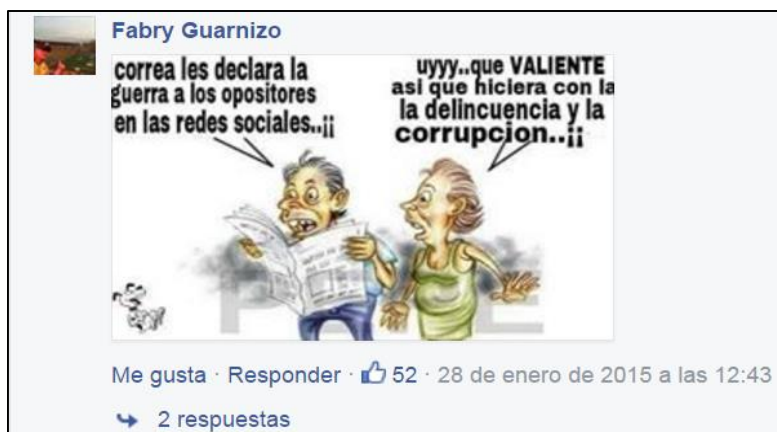 Fabry Guarnizo
correa les declara la
guerra a los opositores
en las redes sociales..¡¡
uyyy..que VALIENTE
asi que hiciera con la
la delincuencia y la
corrupcion..¡¡
Me gusta · Responder · 52 · 28 de enero de 2015 a las 12:43
2 respuestas